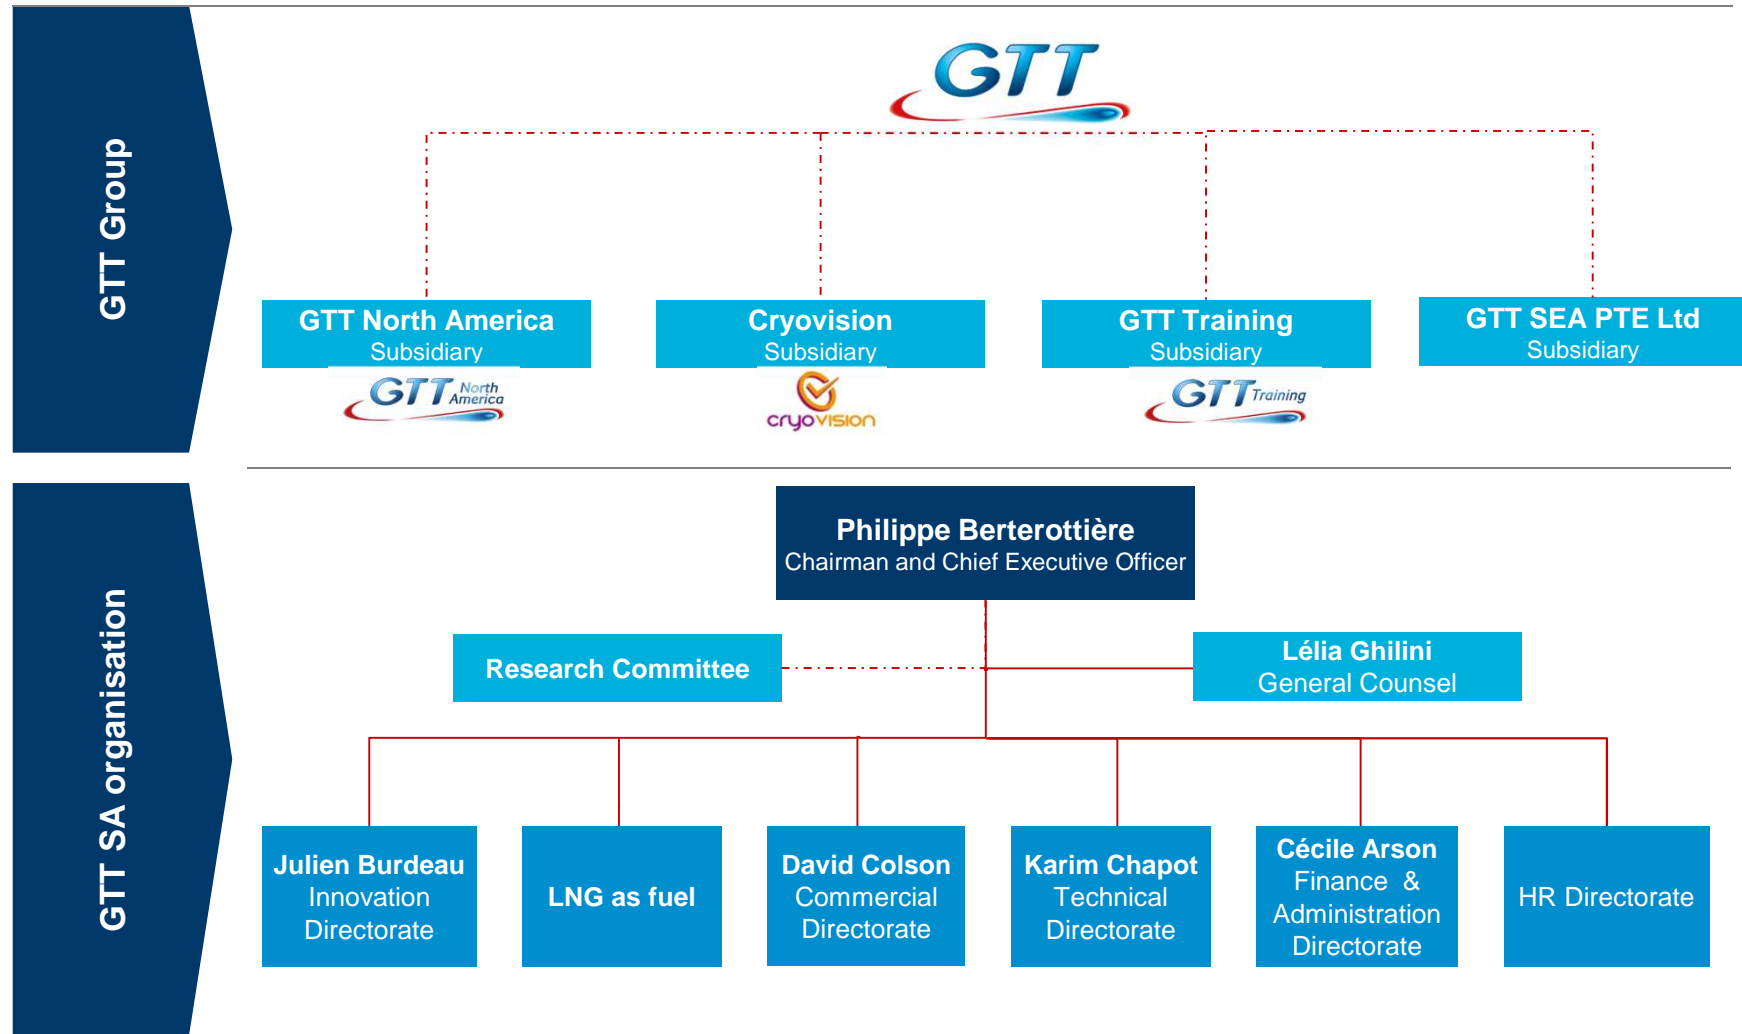 GTT Group
GTT
GTT North America
Subsidiary
GTT North
America
Cryovision
Subsidiary
cryovision
GTT Training
Subsidiary
GTT Training
GTT SEA PTE Ltd
Subsidiary
GTT SA organisation
Philippe Berterottière
Chairman and Chief Executive Officer
Research Committee
Lélia Ghilini
General Counsel
Julien Burdeau
Innovation
Directorate
LNG as fuel
David Colson
Commercial
Directorate
Karim Chapot
Technical
Directorate
Cécile Arson
Finance &
Administration
Directorate
HR Directorate